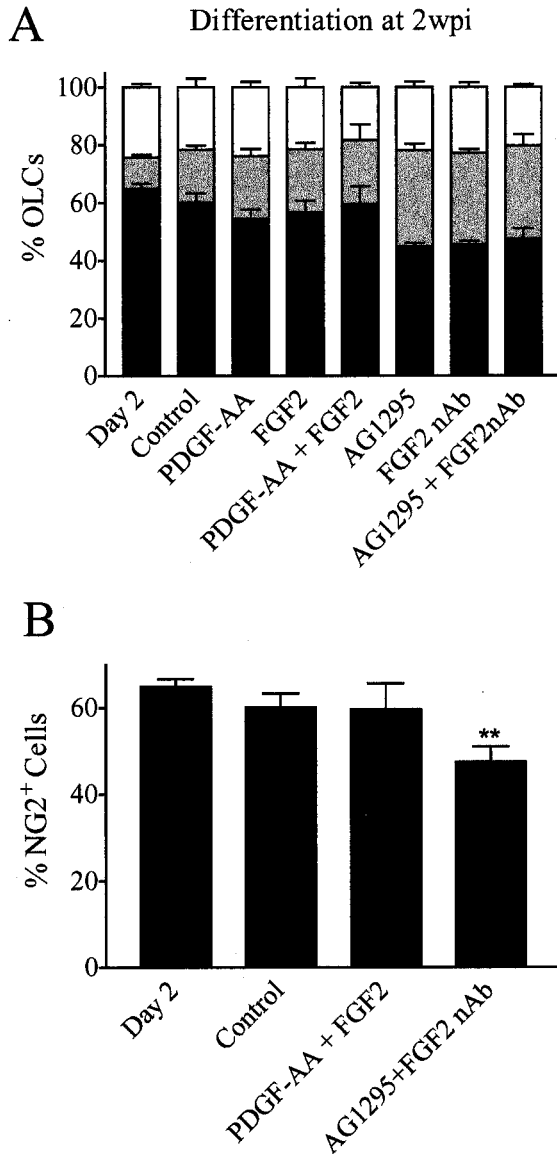 A
Differentiation at 2wpi
% OLCs
100
80
60
40
20
0
Day 2
Control
PDGF-AA
FGF2
PDGF-AA + FGF2
AG1295
FGF2 nAb
AG1295 + FGF2nAb
B
% NG2⁺ Cells
60
40
20
0
**
Day 2
Control
PDGF-AA + FGF2
AG1295+FGF2 nAb